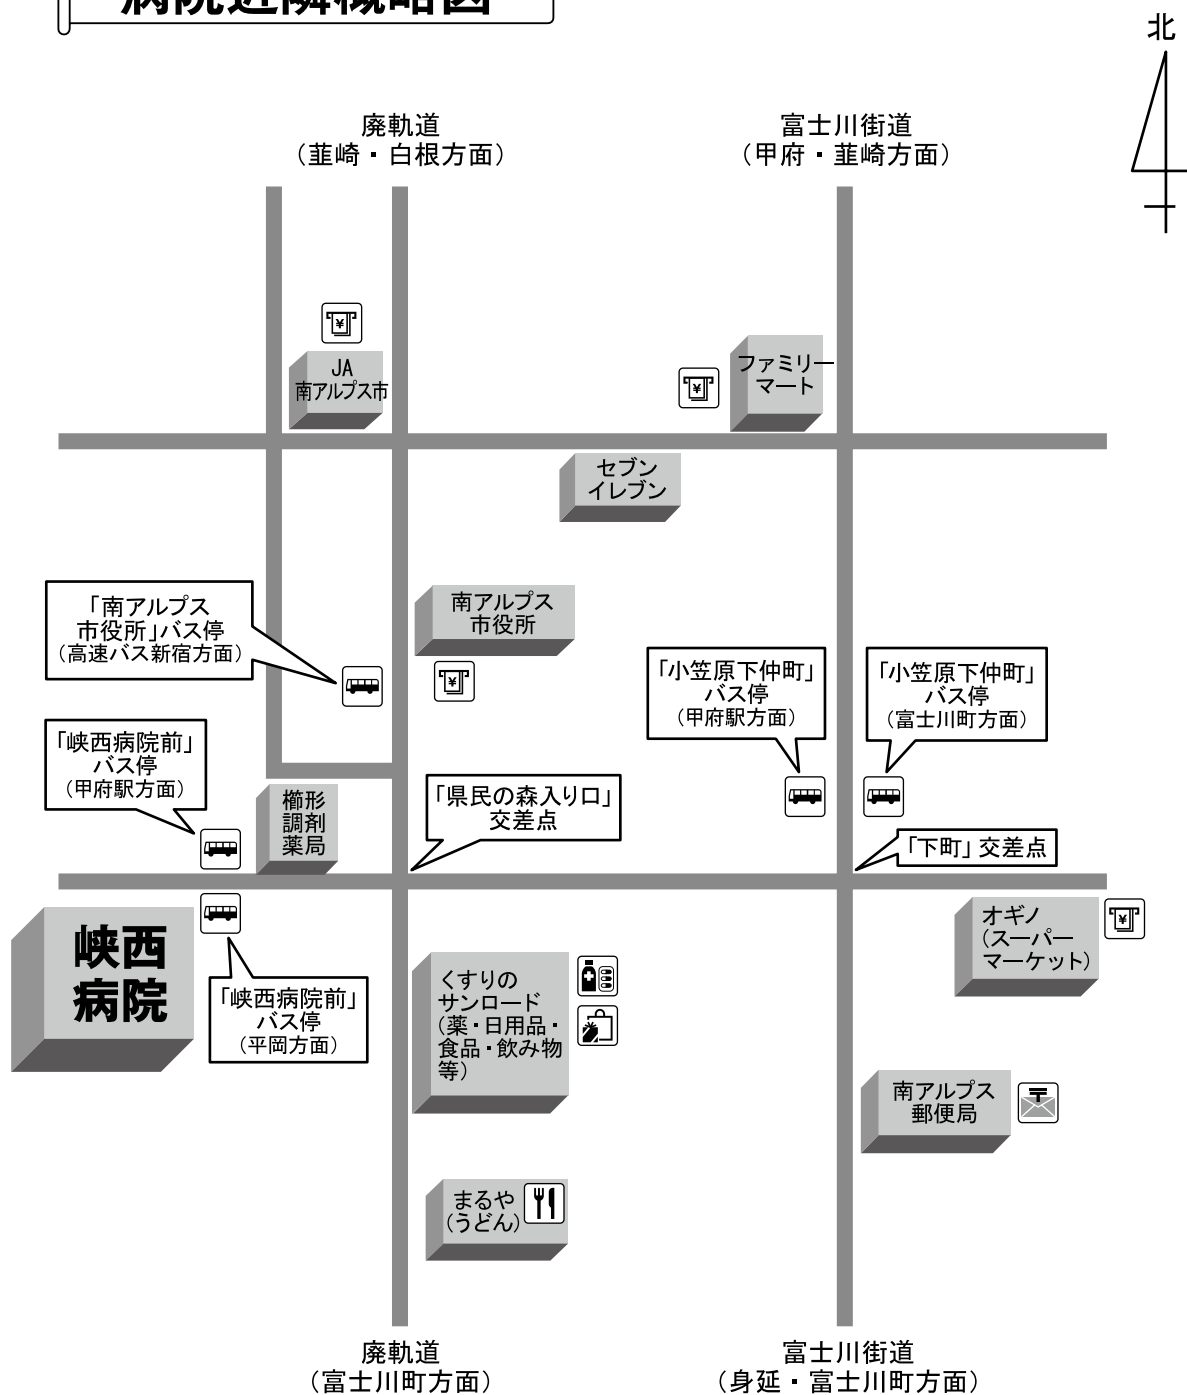 病院近隣概略図
北
廃軌道
(韮崎・白根方面)
富士川街道
(甲府・韮崎方面)
¥
JA
南アルプス市
¥
ファミリー
マート
セブン
イレブン
「南アルプス
市役所」バス停
(高速バス新宿方面)
南アルプス
市役所
¥
「小笠原下仲町」
バス停
(甲府駅方面)
「小笠原下仲町」
バス停
(富士川町方面)
「峡西病院前」
バス停
(甲府駅方面)
櫛形
調剤
薬局
「県民の森入り口」
交差点
「下町」交差点
峡西
病院
「峡西病院前」
バス停
(平岡方面)
くすりの
サンロード
(薬・日用品・
食品・飲み物
等)
オギノ
(スーパー
マーケット)
¥
南アルプス
郵便局
〒
まるや
(うどん)
廃軌道
(富士川町方面)
富士川街道
(身延・富士川町方面)